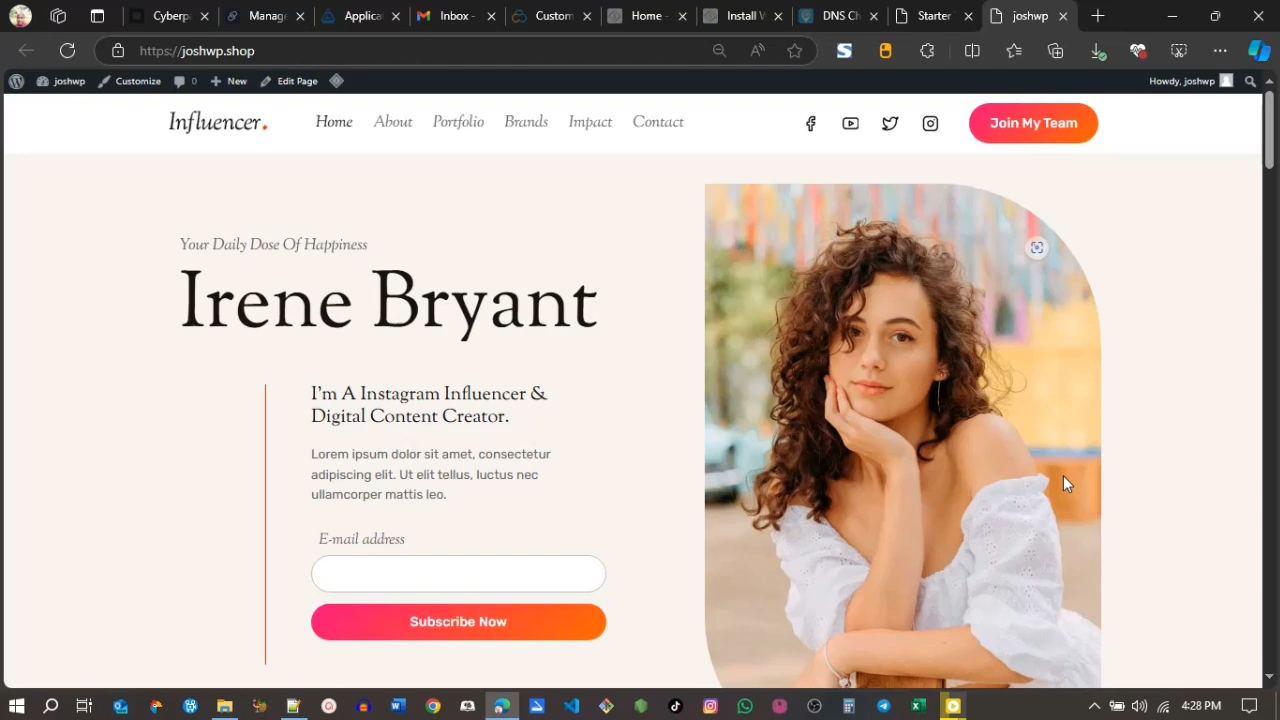 Cyberp
Manage
Applicat
Inbox -
Custom
Home -
Install W
DNS Ch
Starter
joshwp
https://joshwp.shop
joshwp
Customize
0
New
Edit Page
Howdy, joshwp
Influencer.
Home
About
Portfolio
Brands
Impact
Contact
Join My Team
Your Daily Dose Of Happiness
Irene Bryant
I'm A Instagram Influencer &
Digital Content Creator.
Lorem ipsum dolor sit amet, consectetur
adipiscing elit. Ut elit tellus, luctus nec
ullamcorper mattis leo.
E-mail address
Subscribe Now
4:28 PM